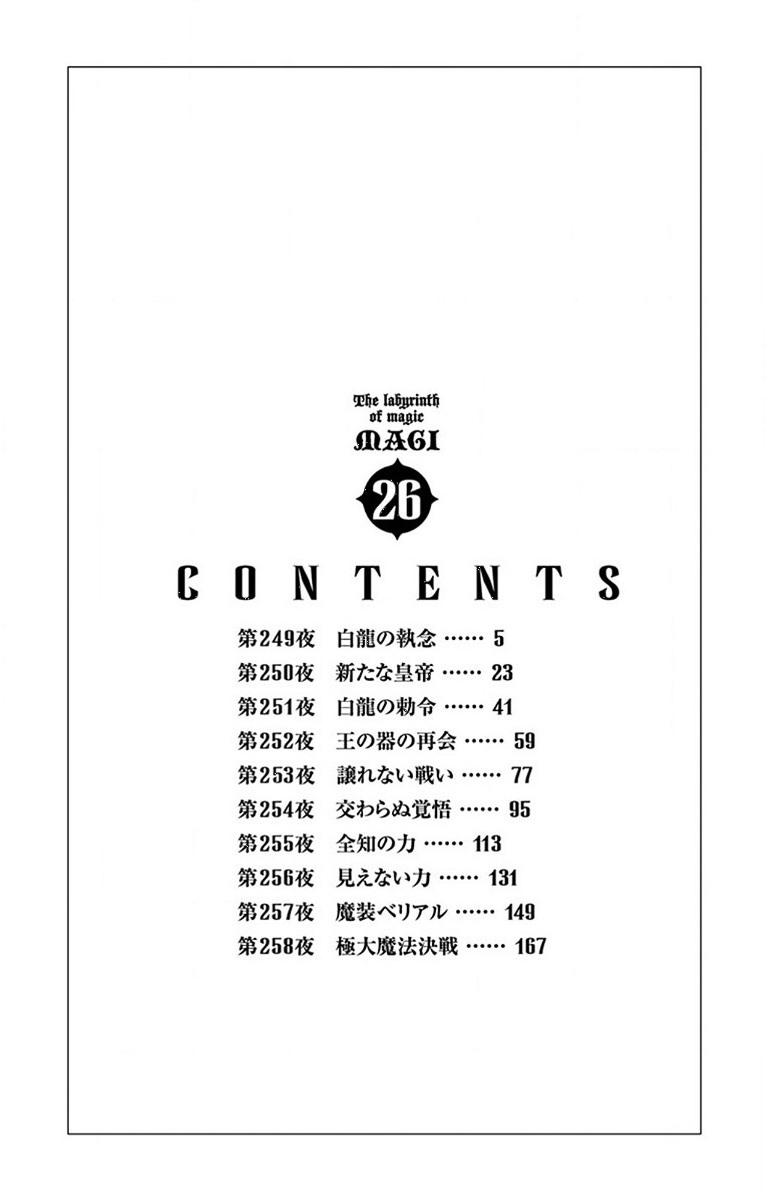 The labyrinth
of magic
MAGI
26
CONTENTS
第249夜　白龍の執念 …… 5
第250夜　新たな皇帝 …… 23
第251夜　白龍の勅令 …… 41
第252夜　王の器の再会 …… 59
第253夜　譲れない戦い …… 77
第254夜　交わらぬ覚悟 …… 95
第255夜　全知の力 …… 113
第256夜　見えない力 …… 131
第257夜　魔装ベリアル …… 149
第258夜　極大魔法決戦 …… 167